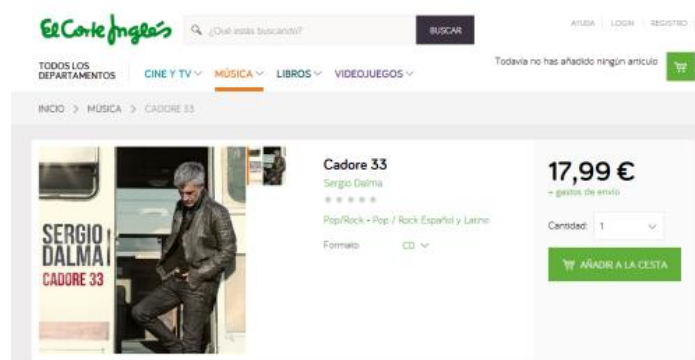 El Corte Inglés
¿Qué estás buscando?
BUSCAR
AYUDA LOGIN REGISTRO
TODOS LOS
DEPARTAMENTOS
CINE Y TV MÚSICA LIBROS VIDEOJUEGOS
Todavía no has añadido ningún artículo
INICIO > MÚSICA > CADORE 33
SERGIO
DALMA
CADORE 33
Cadore 33
Sergio Dalma
Pop/Rock • Pop / Rock Español y Latino
Formato CD
17,99 €
+ gastos de envío
Cantidad: 1
AÑADIR A LA CESTA